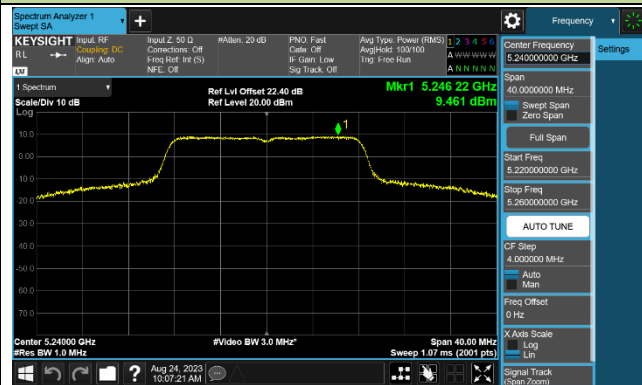 Spectrum Analyzer 1
Swept SA
Frequency
KEYSIGHT
RL
Input: RF
Coupling: DC
Align: Auto
Input Z: 50 Ω
Corrections: Off
Freq Ref: Int (S)
NFE: Off
#Atten: 20 dB
PNO: Fast
Gate: Off
IF Gain: Low
Sig Track: Off
Avg Type: Power (RMS)
Avg|Hold: 100/100
Trig: Free Run
1 2 3 4 5 6
A W W W W W
A N N N N N
1 Spectrum
Scale/Div 10 dB
Log
Ref Lvl Offset 22.40 dB
Ref Level 20.00 dBm
Mkr1 5.246 22 GHz
9.461 dBm
1
10.0
0.00
-10.0
-20.0
-30.0
-40.0
-50.0
-60.0
-70.0
Center 5.24000 GHz
#Res BW 1.0 MHz
#Video BW 3.0 MHz*
Span 40.00 MHz
Sweep 1.07 ms (2001 pts)
Center Frequency
5.240000000 GHz
Settings
Span
40.0000000 MHz
Swept Span
Zero Span
Full Span
Start Freq
5.220000000 GHz
Stop Freq
5.260000000 GHz
AUTO TUNE
CF Step
4.000000 MHz
Auto
Man
Freq Offset
0 Hz
X Axis Scale
Log
Lin
Signal Track
(Span Zoom)
?
Aug 24, 2023
10:07:21 AM